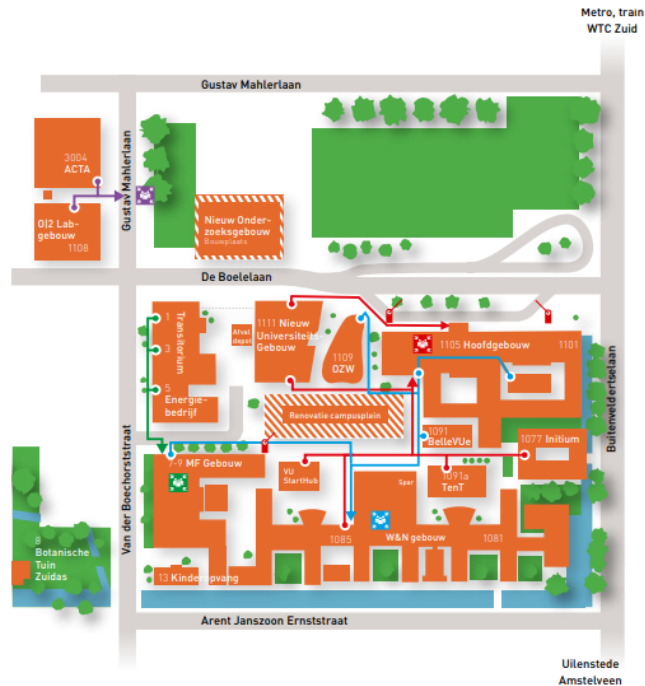 Metro, train
WTC Zuid
Gustav Mahlerlaan
Gustav Mahlerlaan
3004
ACTA
O|2 Lab-
gebouw
1108
Nieuw Onder-
zoeksgebouw
Bouwplaats
De Boelelaan
1
Transitorium
3
5
Energie-
bedrijf
Afval
depot
1111 Nieuw
Universiteits-
Gebouw
1109
OZW
1105 Hoofdgebouw
1101
Renovatie campusplein
1091
BelleVUe
1077 Initium
Buitenveldertselaan
Van der Boechorststraat
7-9 MF Gebouw
VU
StartHub
Spar
1091a
TenT
1085
W&N gebouw
1081
8
Botanische
Tuin
Zuidas
13 Kinderopvang
Arent Janszoon Ernststraat
Uilenstede
Amstelveen